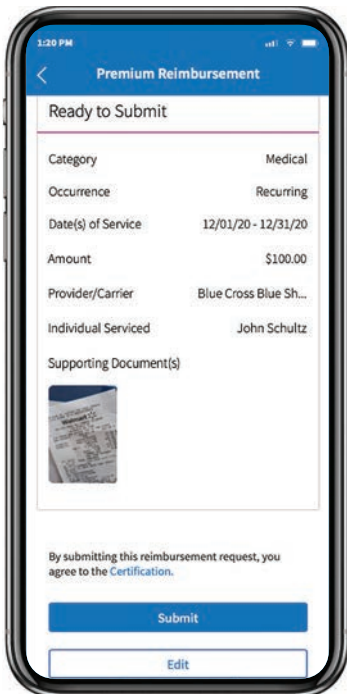 1:20 PM
Premium Reimbursement
Ready to Submit
Category Medical
Occurrence Recurring
Date(s) of Service 12/01/20 - 12/31/20
Amount $100.00
Provider/Carrier Blue Cross Blue Sh...
Individual Serviced John Schultz
Supporting Document(s)
Walmart
By submitting this reimbursement request, you
agree to the Certification.
Submit
Edit